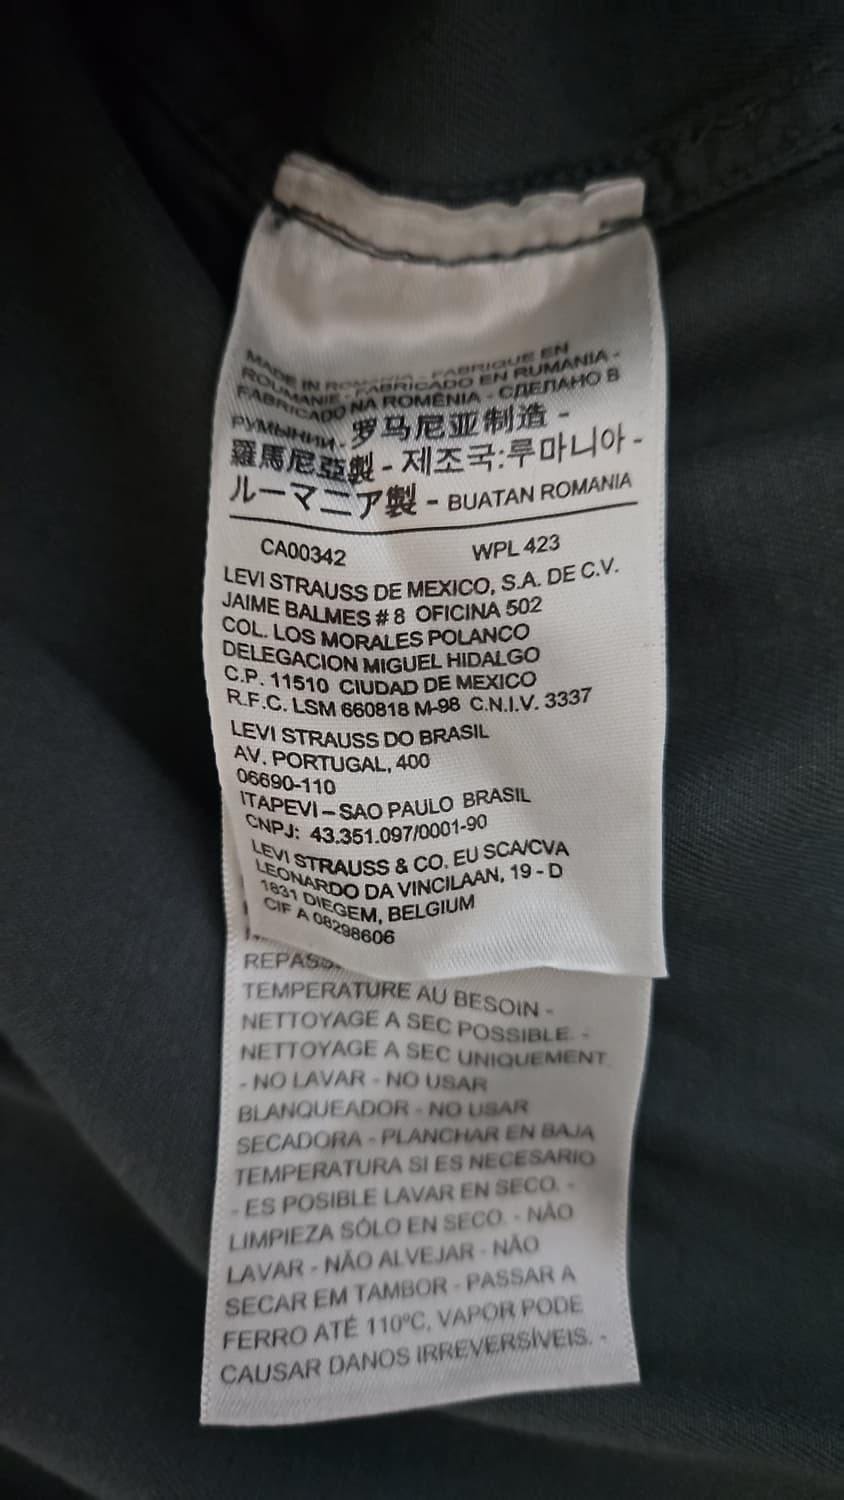 MADE IN ROMANIA - FABRIQUE EN
ROUMANIE - FABRICADO EN RUMANIA -
FABRICADO NA ROMÊNIA - СДЕЛАНО В
РУМЫНИИ - 罗马尼亚制造 -
羅馬尼亞製 - 제조국:루마니아 -
ルーマニア製 - BUATAN ROMANIA
CA00342 WPL 423
LEVI STRAUSS DE MEXICO, S.A. DE C.V.
JAIME BALMES # 8 OFICINA 502
COL. LOS MORALES POLANCO
DELEGACION MIGUEL HIDALGO
C.P. 11510 CIUDAD DE MEXICO
R.F.C. LSM 660818 M-98 C.N.I.V. 3337
LEVI STRAUSS DO BRASIL
AV. PORTUGAL, 400
06690-110
ITAPEVI – SAO PAULO BRASIL
CNPJ: 43.351.097/0001-90
LEVI STRAUSS & CO. EU SCA/CVA
LEONARDO DA VINCILAAN, 19 - D
1831 DIEGEM, BELGIUM
CIF A 08298606
TEMPERATURE AU BESOIN -
NETTOYAGE A SEC POSSIBLE. -
NETTOYAGE A SEC UNIQUEMENT
- NO LAVAR - NO USAR
BLANQUEADOR - NO USAR
SECADORA - PLANCHAR EN BAJA
TEMPERATURA SI ES NECESARIO
- ES POSIBLE LAVAR EN SECO. -
LIMPIEZA SÓLO EN SECO. - NÃO
LAVAR - NÃO ALVEJAR - NÃO
SECAR EM TAMBOR - PASSAR A
FERRO ATÉ 110ºC, VAPOR PODE
CAUSAR DANOS IRREVERSÍVEIS. -